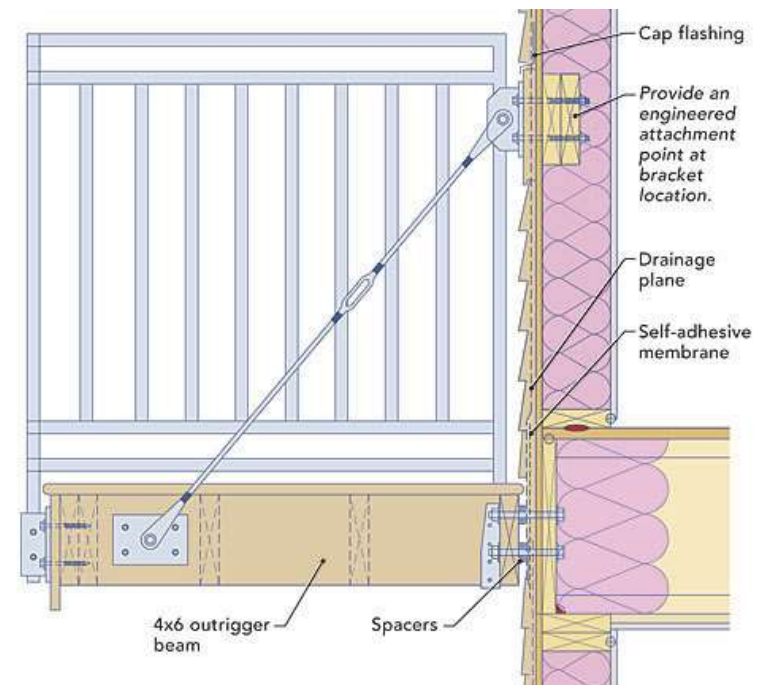 Cap flashing
Provide an
engineered
attachment
point at
bracket
location.
Drainage
plane
Self-adhesive
membrane
4x6 outrigger
beam
Spacers